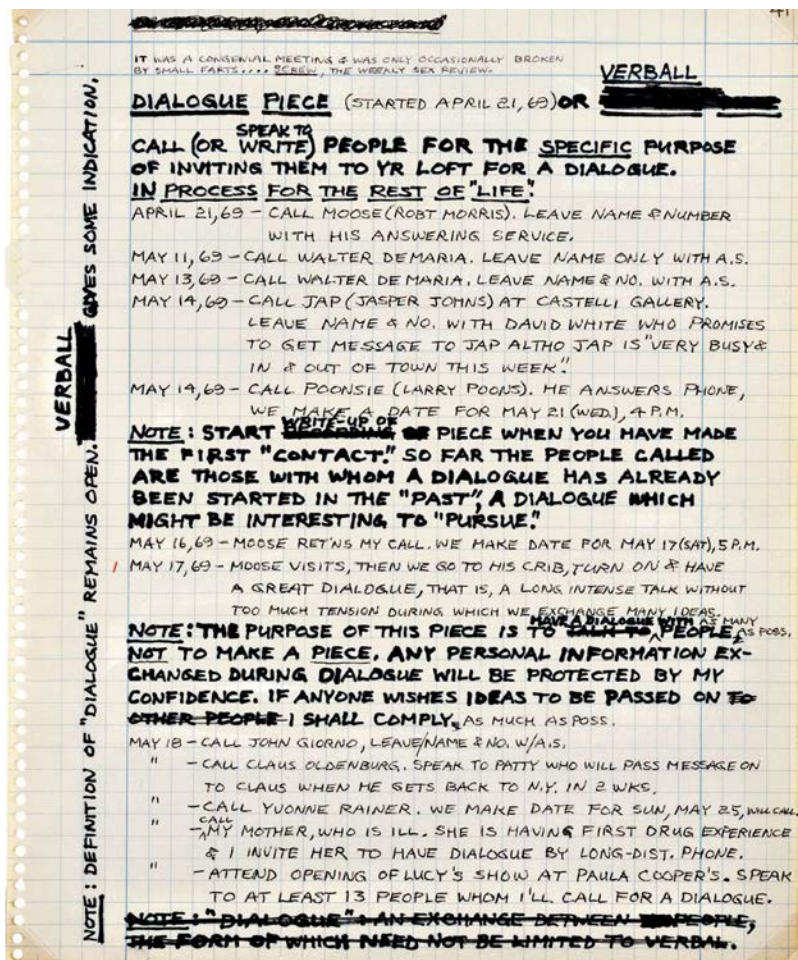 41
IT WAS A CONGENIAL MEETING & WAS ONLY OCCASIONALLY BROKEN
BY SMALL FARTS.... SCREW, THE WEEKLY SEX REVIEW.
VERBALL
DIALOGUE PIECE (STARTED APRIL 21, 69) OR
SPEAK TO
CALL (OR WRITE) PEOPLE FOR THE SPECIFIC PURPOSE
OF INVITING THEM TO YR LOFT FOR A DIALOGUE.
IN PROCESS FOR THE REST OF "LIFE".
APRIL 21, 69 – CALL MOOSE (ROBT MORRIS). LEAVE NAME & NUMBER
WITH HIS ANSWERING SERVICE.
MAY 11, 69 – CALL WALTER DEMARIA. LEAVE NAME ONLY WITH A.S.
MAY 13, 69 – CALL WALTER DE MARIA. LEAVE NAME & NO. WITH A.S.
MAY 14, 69 – CALL JAP (JASPER JOHNS) AT CASTELLI GALLERY.
LEAVE NAME & NO. WITH DAVID WHITE WHO PROMISES
TO GET MESSAGE TO JAP ALTHO JAP IS "VERY BUSY &
IN & OUT OF TOWN THIS WEEK."
MAY 14, 69 – CALL POONSIE (LARRY POONS). HE ANSWERS PHONE,
WE MAKE A DATE FOR MAY 21 (WED.), 4 P.M.
WRITE-UP OF
NOTE: START PIECE WHEN YOU HAVE MADE
THE FIRST "CONTACT." SO FAR THE PEOPLE CALLED
ARE THOSE WITH WHOM A DIALOGUE HAS ALREADY
BEEN STARTED IN THE "PAST", A DIALOGUE WHICH
MIGHT BE INTERESTING TO "PURSUE."
MAY 16, 69 – MOOSE RET'NS MY CALL. WE MAKE DATE FOR MAY 17 (SAT), 5 P.M.
MAY 17, 69 – MOOSE VISITS, THEN WE GO TO HIS CRIB, TURN ON & HAVE
A GREAT DIALOGUE, THAT IS, A LONG INTENSE TALK WITHOUT
TOO MUCH TENSION DURING WHICH WE EXCHANGE MANY IDEAS.
HAVE A DIALOGUE WITH AS MANY
NOTE: THE PURPOSE OF THIS PIECE IS TO TALK TO PEOPLE, AS POSS.
NOT TO MAKE A PIECE. ANY PERSONAL INFORMATION EX-
CHANGED DURING DIALOGUE WILL BE PROTECTED BY MY
CONFIDENCE. IF ANYONE WISHES IDEAS TO BE PASSED ON TO
OTHER PEOPLE I SHALL COMPLY, AS MUCH AS POSS.
MAY 18 – CALL JOHN GIORNO, LEAVE NAME & NO. W/A.S.
" – CALL CLAUS OLDENBURG. SPEAK TO PATTY WHO WILL PASS MESSAGE ON
TO CLAUS WHEN HE GETS BACK TO N.Y. IN 2 WKS.
" – CALL YVONNE RAINER. WE MAKE DATE FOR SUN, MAY 25, WILL CALL.
CALL
" – MY MOTHER, WHO IS ILL. SHE IS HAVING FIRST DRUG EXPERIENCE
& I INVITE HER TO HAVE DIALOGUE BY LONG-DIST. PHONE.
" – ATTEND OPENING OF LUCY'S SHOW AT PAULA COOPER'S. SPEAK
TO AT LEAST 13 PEOPLE WHOM I'LL CALL FOR A DIALOGUE.
NOTE: "DIALOGUE": AN EXCHANGE BETWEEN PEOPLE,
THE FORM OF WHICH NEED NOT BE LIMITED TO VERBAL.
VERBALL
NOTE: DEFINITION OF "DIALOGUE" REMAINS OPEN. GIVES SOME INDICATION.